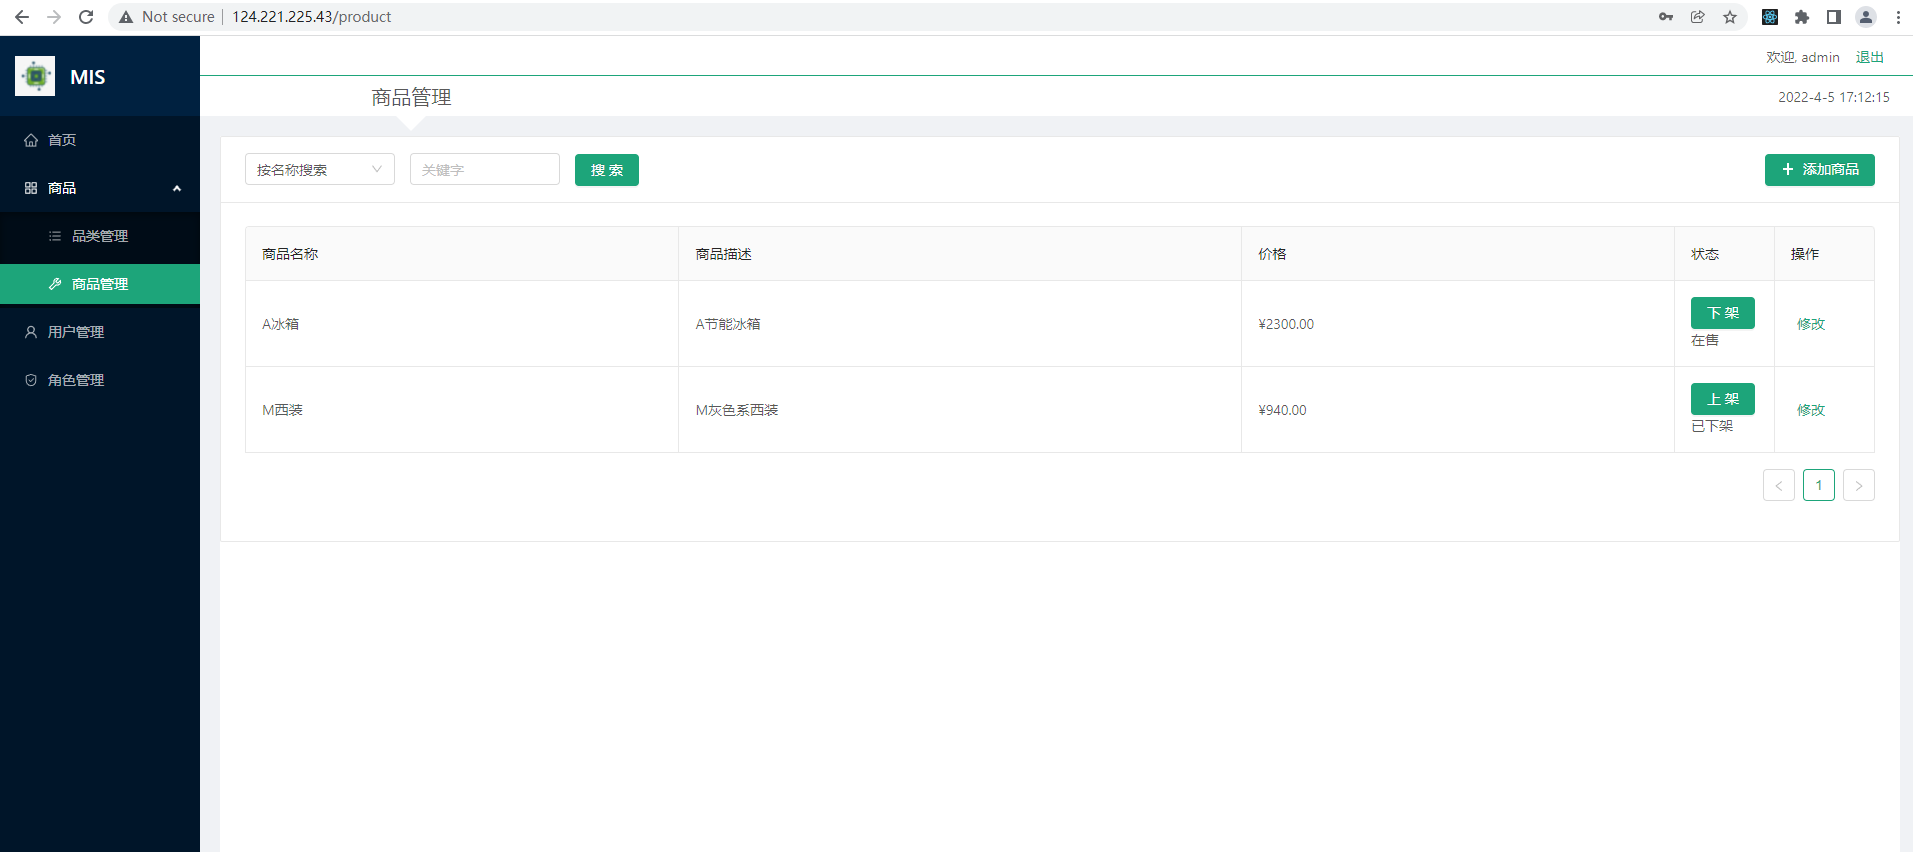 Not secure | 124.221.225.43/product
MIS
欢迎, admin 退出
商品管理
2022-4-5 17:12:15
首页
商品
品类管理
商品管理
用户管理
角色管理
按名称搜索 关键字 搜 索 添加商品
商品名称 商品描述 价格 状态 操作
A冰箱 A节能冰箱 ¥2300.00 下 架 修改
在售
M西装 M灰色系西装 ¥940.00 上 架 修改
已下架
< 1 >